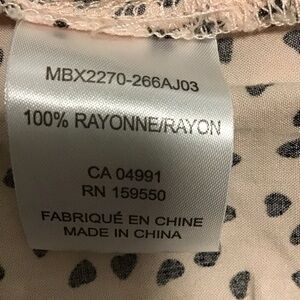 MBX2270-266AJ03
100% RAYONNE/RAYON
CA 04991
RN 159550
FABRIQUÉ EN CHINE
MADE IN CHINA